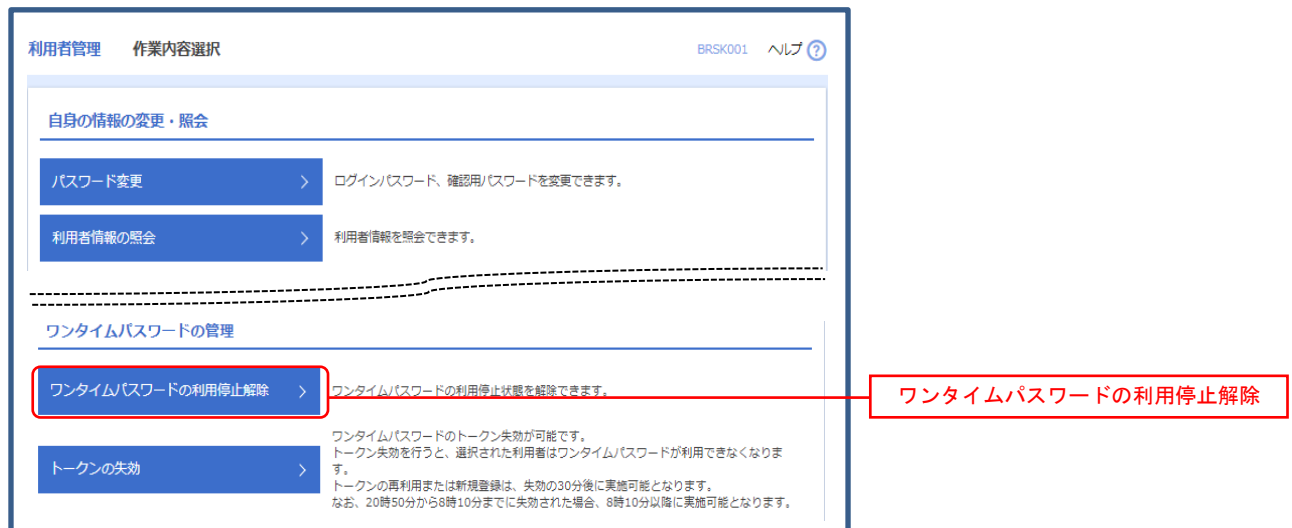 利用者管理 作業内容選択 BRSK001 ヘルプ ?
自身の情報の変更・照会
パスワード変更 ログインパスワード、確認用パスワードを変更できます。
利用者情報の照会 利用者情報を照会できます。
ワンタイムパスワードの管理
ワンタイムパスワードの利用停止解除 ワンタイムパスワードの利用停止状態を解除できます。
ワンタイムパスワードの利用停止解除
トークンの失効
ワンタイムパスワードのトークン失効が可能です。
トークン失効を行うと、選択された利用者はワンタイムパスワードが利用できなくなりま
す。
トークンの再利用または新規登録は、失効の30分後に実施可能となります。
なお、20時50分から8時10分までに失効された場合、8時10分以降に実施可能となります。